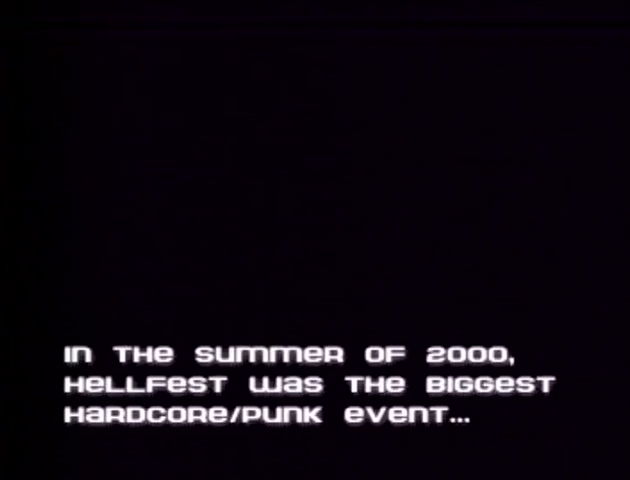 In THE SUMMER OF 2000,
HELLFEST WAS THE BIGGEST
HARDCORE/PUNK EVENT...